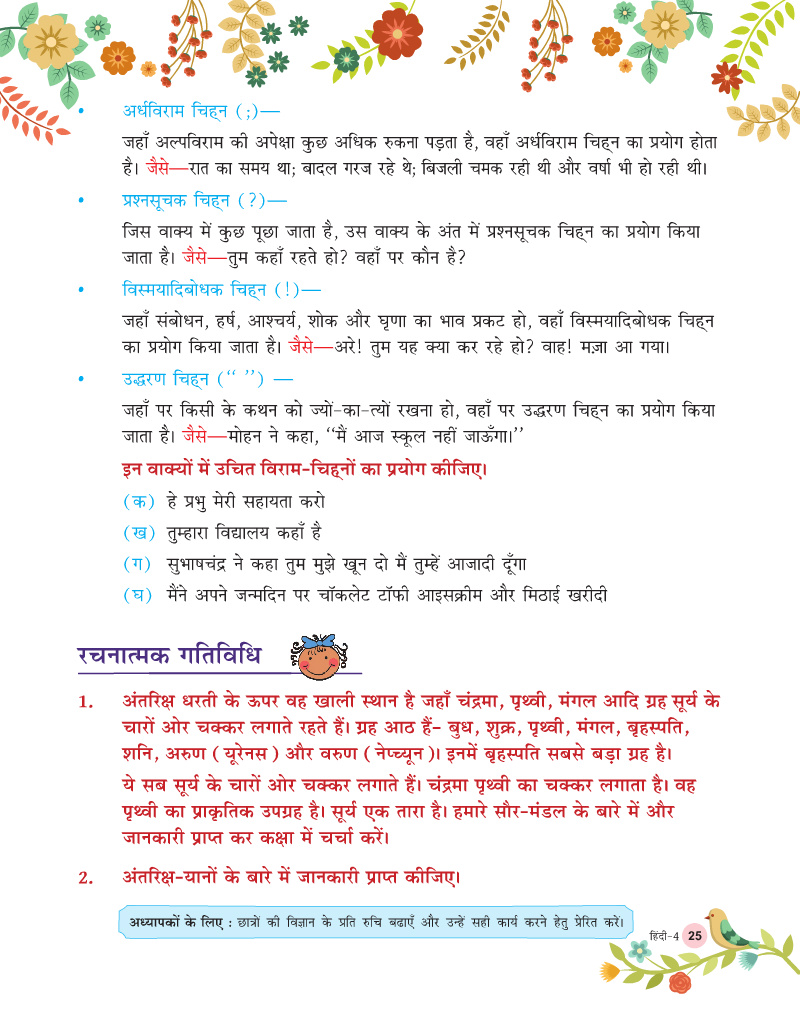 • अर्धविराम चिह्न (;)—
जहाँ अल्पविराम की अपेक्षा कुछ अधिक रुकना पड़ता है, वहाँ अर्धविराम चिह्न का प्रयोग होता
है। जैसे—रात का समय था; बादल गरज रहे थे; बिजली चमक रही थी और वर्षा भी हो रही थी।
• प्रश्नसूचक चिह्न (?)—
जिस वाक्य में कुछ पूछा जाता है, उस वाक्य के अंत में प्रश्नसूचक चिह्न का प्रयोग किया
जाता है। जैसे—तुम कहाँ रहते हो? वहाँ पर कौन है?
• विस्मयादिबोधक चिह्न (!)—
जहाँ संबोधन, हर्ष, आश्चर्य, शोक और घृणा का भाव प्रकट हो, वहाँ विस्मयादिबोधक चिह्न
का प्रयोग किया जाता है। जैसे—अरे! तुम यह क्या कर रहे हो? वाह! मज़ा आ गया।
• उद्धरण चिह्न (‘‘ ’’) —
जहाँ पर किसी के कथन को ज्यों-का-त्यों रखना हो, वहाँ पर उद्धरण चिह्न का प्रयोग किया
जाता है। जैसे—मोहन ने कहा, ‘‘मैं आज स्कूल नहीं जाऊँगा।’’
इन वाक्यों में उचित विराम-चिह्नों का प्रयोग कीजिए।
(क) हे प्रभु मेरी सहायता करो
(ख) तुम्हारा विद्यालय कहाँ है
(ग) सुभाषचंद्र ने कहा तुम मुझे खून दो मैं तुम्हें आजादी दूँगा
(घ) मैंने अपने जन्मदिन पर चॉकलेट टॉफी आइसक्रीम और मिठाई खरीदी
रचनात्मक गतिविधि
1. अंतरिक्ष धरती के ऊपर वह खाली स्थान है जहाँ चंद्रमा, पृथ्वी, मंगल आदि ग्रह सूर्य के
चारों ओर चक्कर लगाते रहते हैं। ग्रह आठ हैं- बुध, शुक्र, पृथ्वी, मंगल, बृहस्पति,
शनि, अरुण (यूरेनस) और वरुण (नेप्च्यून)। इनमें बृहस्पति सबसे बड़ा ग्रह है।
ये सब सूर्य के चारों ओर चक्कर लगाते हैं। चंद्रमा पृथ्वी का चक्कर लगाता है। वह
पृथ्वी का प्राकृतिक उपग्रह है। सूर्य एक तारा है। हमारे सौर-मंडल के बारे में और
जानकारी प्राप्त कर कक्षा में चर्चा करें।
2. अंतरिक्ष-यानों के बारे में जानकारी प्राप्त कीजिए।
अध्यापकों के लिए : छात्रों की विज्ञान के प्रति रुचि बढाएँ और उन्हें सही कार्य करने हेतु प्रेरित करें।
हिंदी-4 25